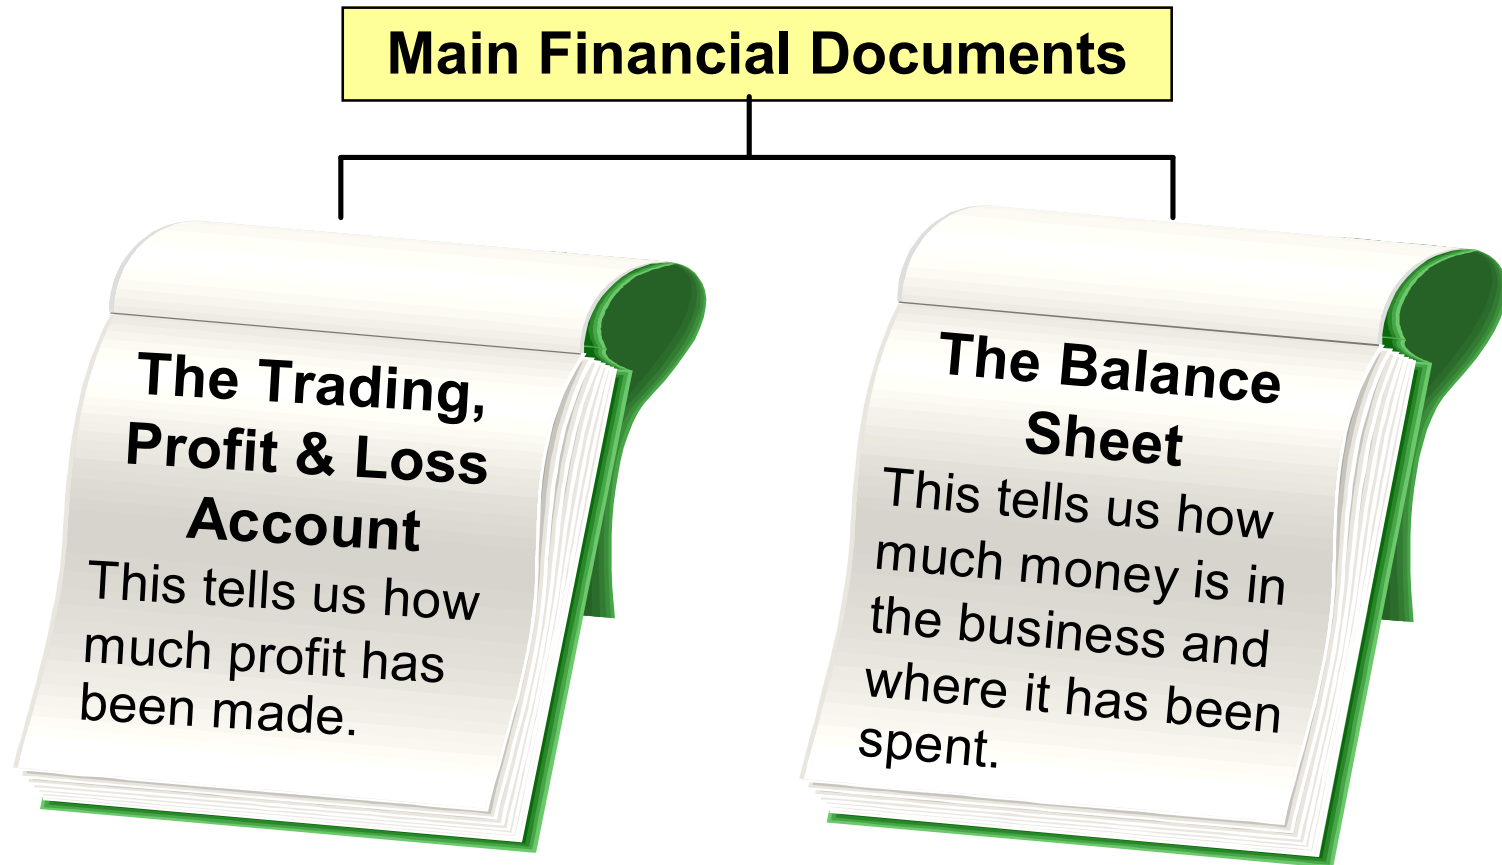 Main Financial Documents
The Trading,
Profit & Loss
Account
This tells us how
much profit has
been made.
The Balance
Sheet
This tells us how
much money is in
the business and
where it has been
spent.